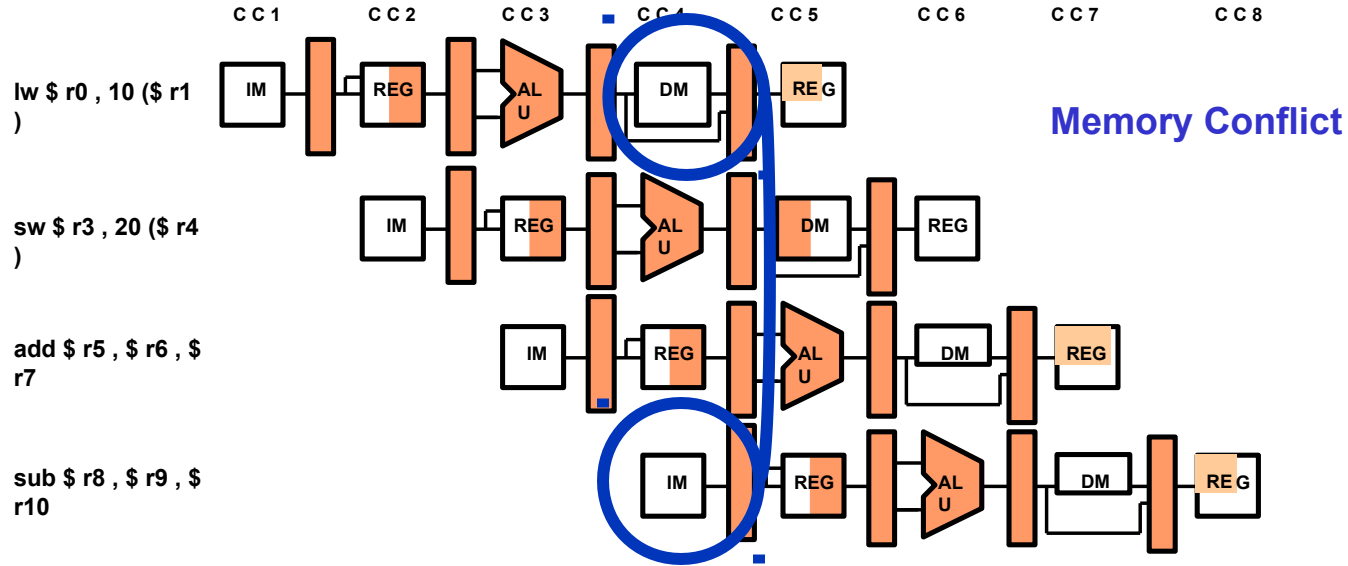 C C 1 C C 2 C C 3 C C 4 C C 5 C C 6 C C 7 C C 8
lw $ r0 , 10 ($ r1
)
IM REG AL
U DM REG
Memory Conflict
sw $ r3 , 20 ($ r4
)
IM REG AL
U DM REG
add $ r5 , $ r6 , $
r7
IM REG AL
U DM REG
sub $ r8 , $ r9 , $
r10
IM REG AL
U DM REG